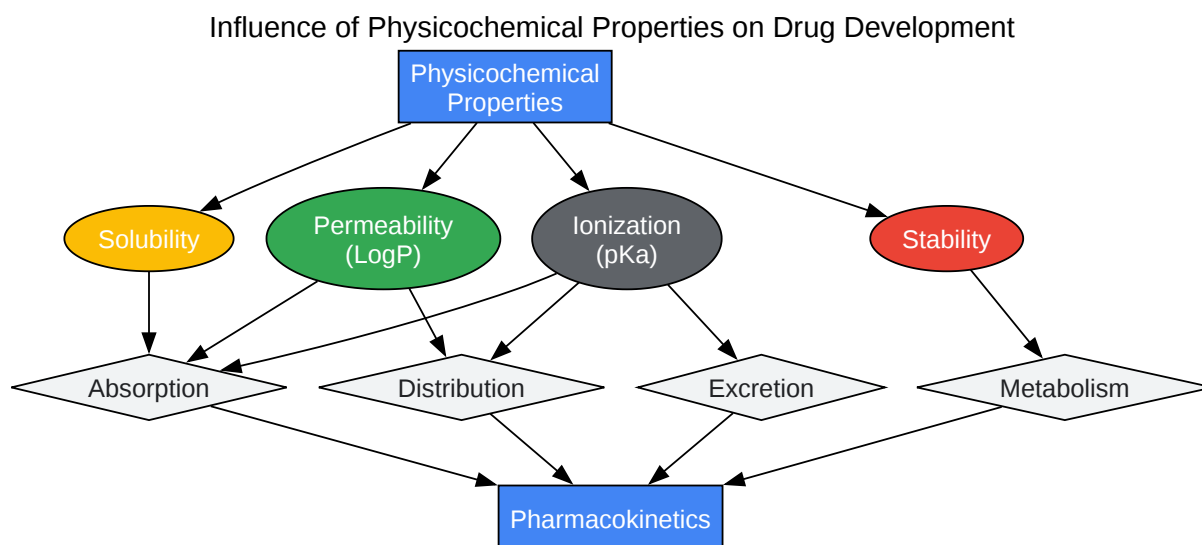 Influence of Physicochemical Properties on Drug Development
Physicochemical
Properties
Solubility
Permeability
(LogP)
Ionization
(pKa)
Stability
Absorption
Distribution
Excretion
Metabolism
Pharmacokinetics